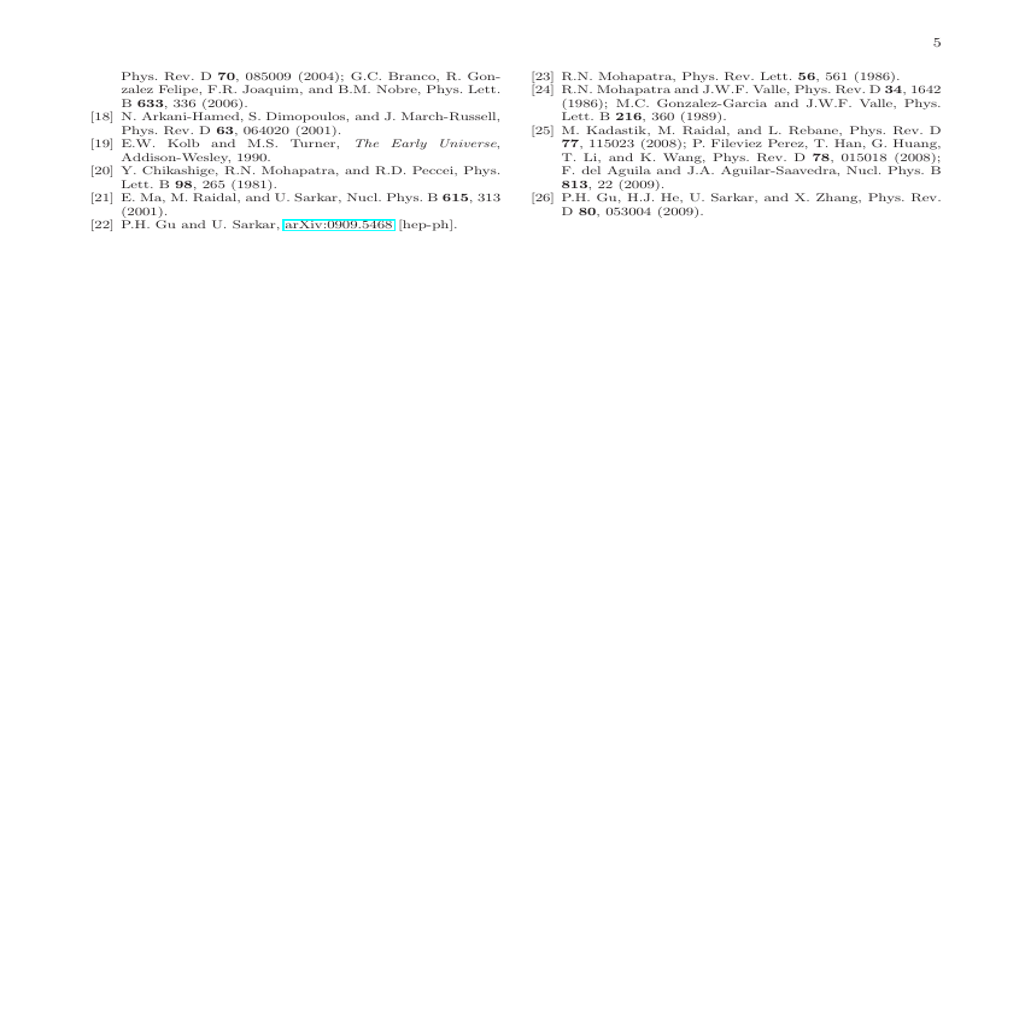 5
Phys. Rev. D 70, 085009 (2004); G.C. Branco, R. Gon-
zalez Felipe, F.R. Joaquim, and B.M. Nobre, Phys. Lett.
B 633, 336 (2006).
[18] N. Arkani-Hamed, S. Dimopoulos, and J. March-Russell,
Phys. Rev. D 63, 064020 (2001).
[19] E.W. Kolb and M.S. Turner, The Early Universe,
Addison-Wesley, 1990.
[20] Y. Chikashige, R.N. Mohapatra, and R.D. Peccei, Phys.
Lett. B 98, 265 (1981).
[21] E. Ma, M. Raidal, and U. Sarkar, Nucl. Phys. B 615, 313
(2001).
[22] P.H. Gu and U. Sarkar, arXiv:0909.5468 [hep-ph].
[23] R.N. Mohapatra, Phys. Rev. Lett. 56, 561 (1986).
[24] R.N. Mohapatra and J.W.F. Valle, Phys. Rev. D 34, 1642
(1986); M.C. Gonzalez-Garcia and J.W.F. Valle, Phys.
Lett. B 216, 360 (1989).
[25] M. Kadastik, M. Raidal, and L. Rebane, Phys. Rev. D
77, 115023 (2008); P. Fileviez Perez, T. Han, G. Huang,
T. Li, and K. Wang, Phys. Rev. D 78, 015018 (2008);
F. del Aguila and J.A. Aguilar-Saavedra, Nucl. Phys. B
813, 22 (2009).
[26] P.H. Gu, H.J. He, U. Sarkar, and X. Zhang, Phys. Rev.
D 80, 053004 (2009).